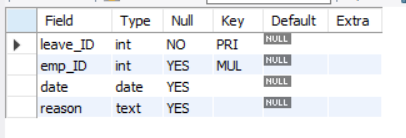 Field Type Null Key Default Extra
leave_ID int NO PRI NULL
emp_ID int YES MUL NULL
date date YES NULL
reason text YES NULL